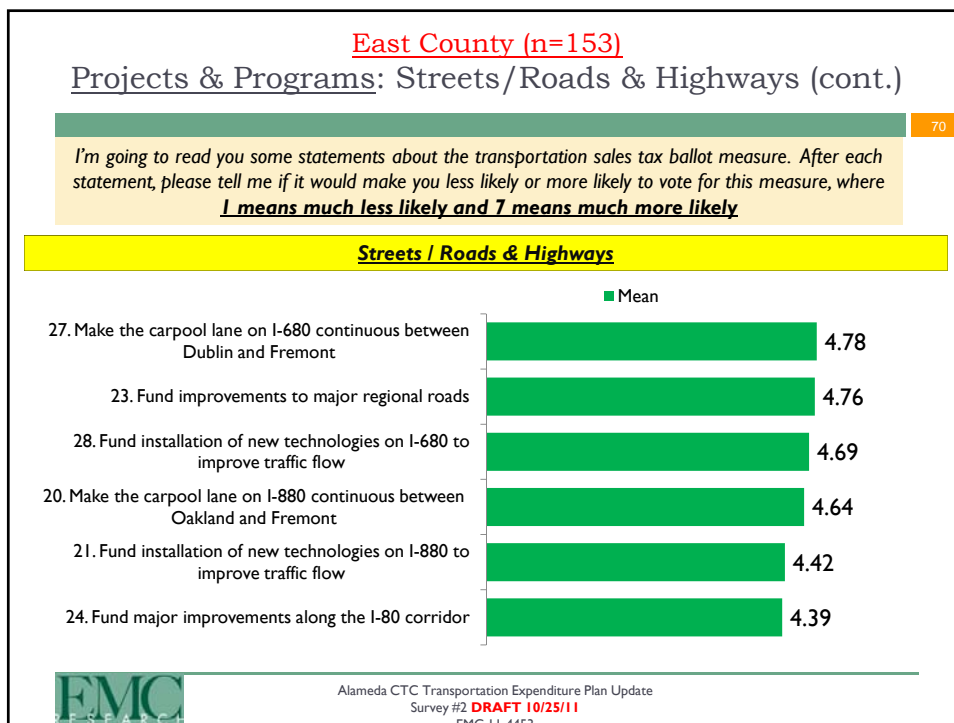 East County (n=153)
Projects & Programs: Streets/Roads & Highways (cont.)
70
I'm going to read you some statements about the transportation sales tax ballot measure. After each
statement, please tell me if it would make you less likely or more likely to vote for this measure, where
1 means much less likely and 7 means much more likely
Streets / Roads & Highways
Mean
27. Make the carpool lane on I-680 continuous between
Dublin and Fremont
4.78
23. Fund improvements to major regional roads
4.76
28. Fund installation of new technologies on I-680 to
improve traffic flow
4.69
20. Make the carpool lane on I-880 continuous between
Oakland and Fremont
4.64
21. Fund installation of new technologies on I-880 to
improve traffic flow
4.42
24. Fund major improvements along the I-80 corridor
4.39
EMC
RESEARCH
Alameda CTC Transportation Expenditure Plan Update
Survey #2 DRAFT 10/25/11
EMC 11-4453